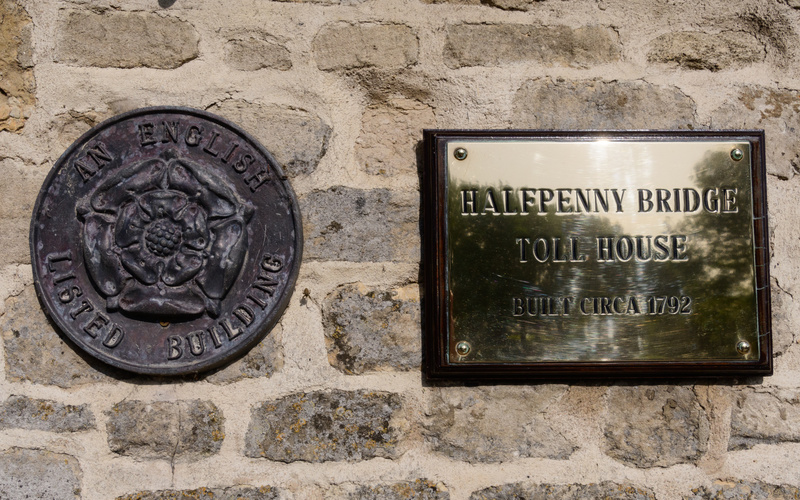 AN ENGLISH
LISTED BUILDING
HALFPENNY BRIDGE
TOLL HOUSE
BUILT CIRCA 1792